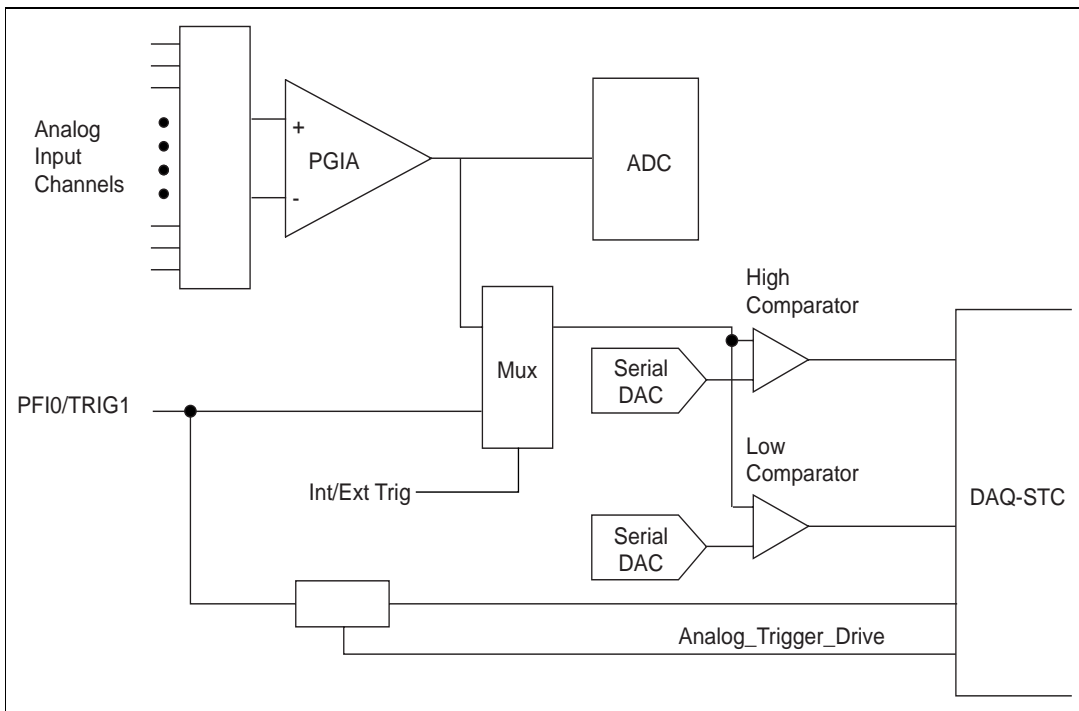 Analog
Input
Channels
+
PGIA
-
ADC
High
Comparator
Mux
Serial
DAC
PFI0/TRIG1
Low
Comparator
Int/Ext Trig
DAQ-STC
Serial
DAC
Analog_Trigger_Drive